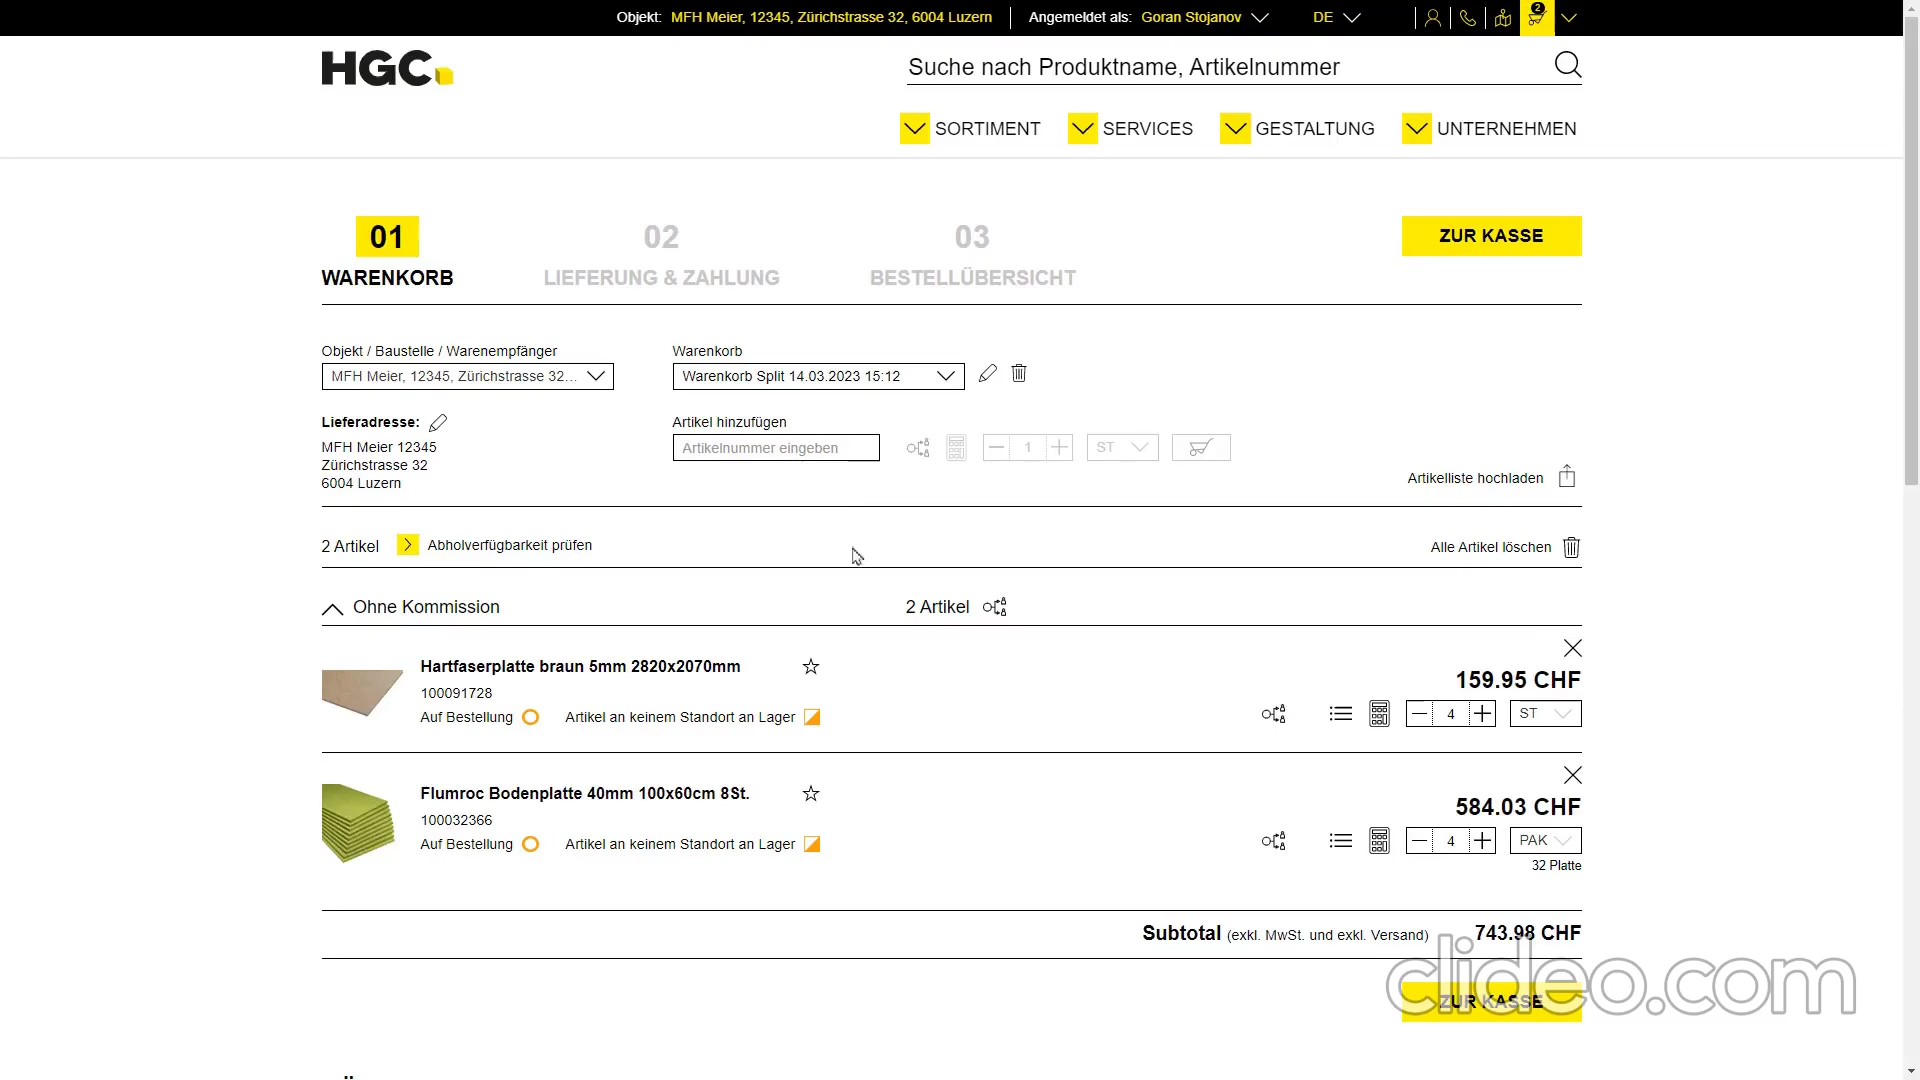 Objekt: MFH Meier, 12345, Zürichstrasse 32, 6004 Luzern
Angemeldet als: Goran Stojanov
DE
2
HGC
Suche nach Produktname, Artikelnummer
SORTIMENT SERVICES GESTALTUNG UNTERNEHMEN
01 02 03
ZUR KASSE
WARENKORB LIEFERUNG & ZAHLUNG BESTELLÜBERSICHT
Objekt / Baustelle / Warenempfänger
MFH Meier, 12345, Zürichstrasse 32...
Warenkorb
Warenkorb Split 14.03.2023 15:12
Lieferadresse:
MFH Meier 12345
Zürichstrasse 32
6004 Luzern
Artikel hinzufügen
Artikelnummer eingeben
1
ST
Artikelliste hochladen
2 Artikel
Abholverfügbarkeit prüfen
Alle Artikel löschen
Ohne Kommission
2 Artikel
Hartfaserplatte braun 5mm 2820x2070mm
100091728
Auf Bestellung
Artikel an keinem Standort an Lager
159.95 CHF
4
ST
Flumroc Bodenplatte 40mm 100x60cm 8St.
100032366
Auf Bestellung
Artikel an keinem Standort an Lager
584.03 CHF
4
PAK
32 Platte
Subtotal (exkl. MwSt. und exkl. Versand) 743.98 CHF
ZUR KASSE
clideo.com